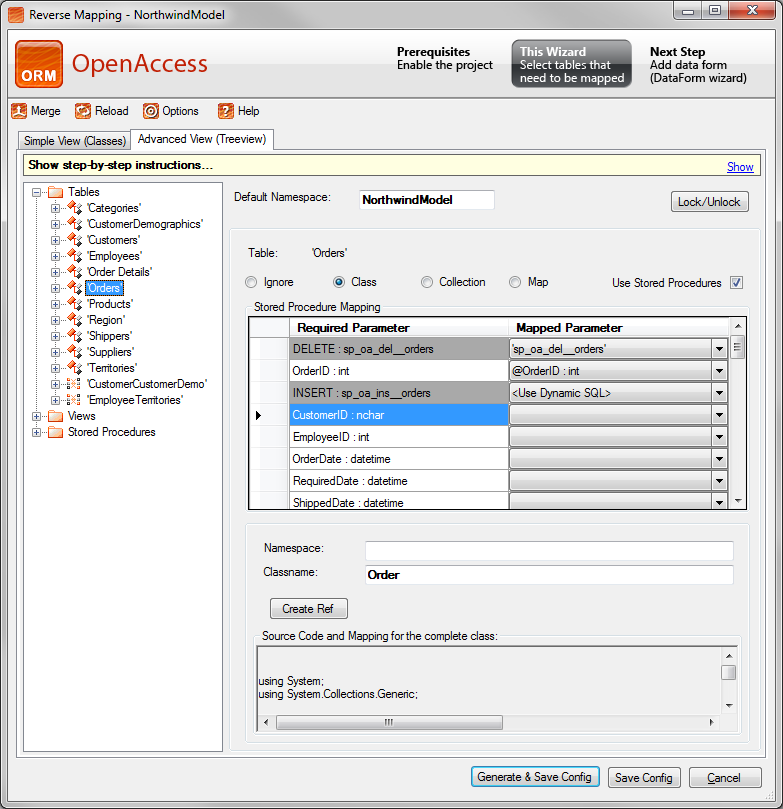 Reverse Mapping - NorthwindModel
ORM
OpenAccess
Prerequisites
Enable the project
This Wizard
Select tables that
need to be mapped
Next Step
Add data form
(DataForm wizard)
Merge
Reload
Options
Help
Simple View (Classes)
Advanced View (Treeview)
Show step-by-step instructions...
Show
Tables
'Categories'
'CustomerDemographics'
'Customers'
'Employees'
'Order Details'
'Orders'
'Products'
'Region'
'Shippers'
'Suppliers'
'Territories'
'CustomerCustomerDemo'
'EmployeeTerritories'
Views
Stored Procedures
Default Namespace:
NorthwindModel
Lock/Unlock
Table:
'Orders'
Ignore
Class
Collection
Map
Use Stored Procedures
Stored Procedure Mapping
Required Parameter
Mapped Parameter
DELETE : sp_oa_del__orders
'sp_oa_del__orders'
OrderID : int
@OrderID : int
INSERT : sp_oa_ins__orders
<Use Dynamic SQL>
CustomerID : nchar
EmployeeID : int
OrderDate : datetime
RequiredDate : datetime
ShippedDate : datetime
Namespace:
Classname:
Order
Create Ref
Source Code and Mapping for the complete class:
using System;
using System.Collections.Generic;
Generate & Save Config
Save Config
Cancel